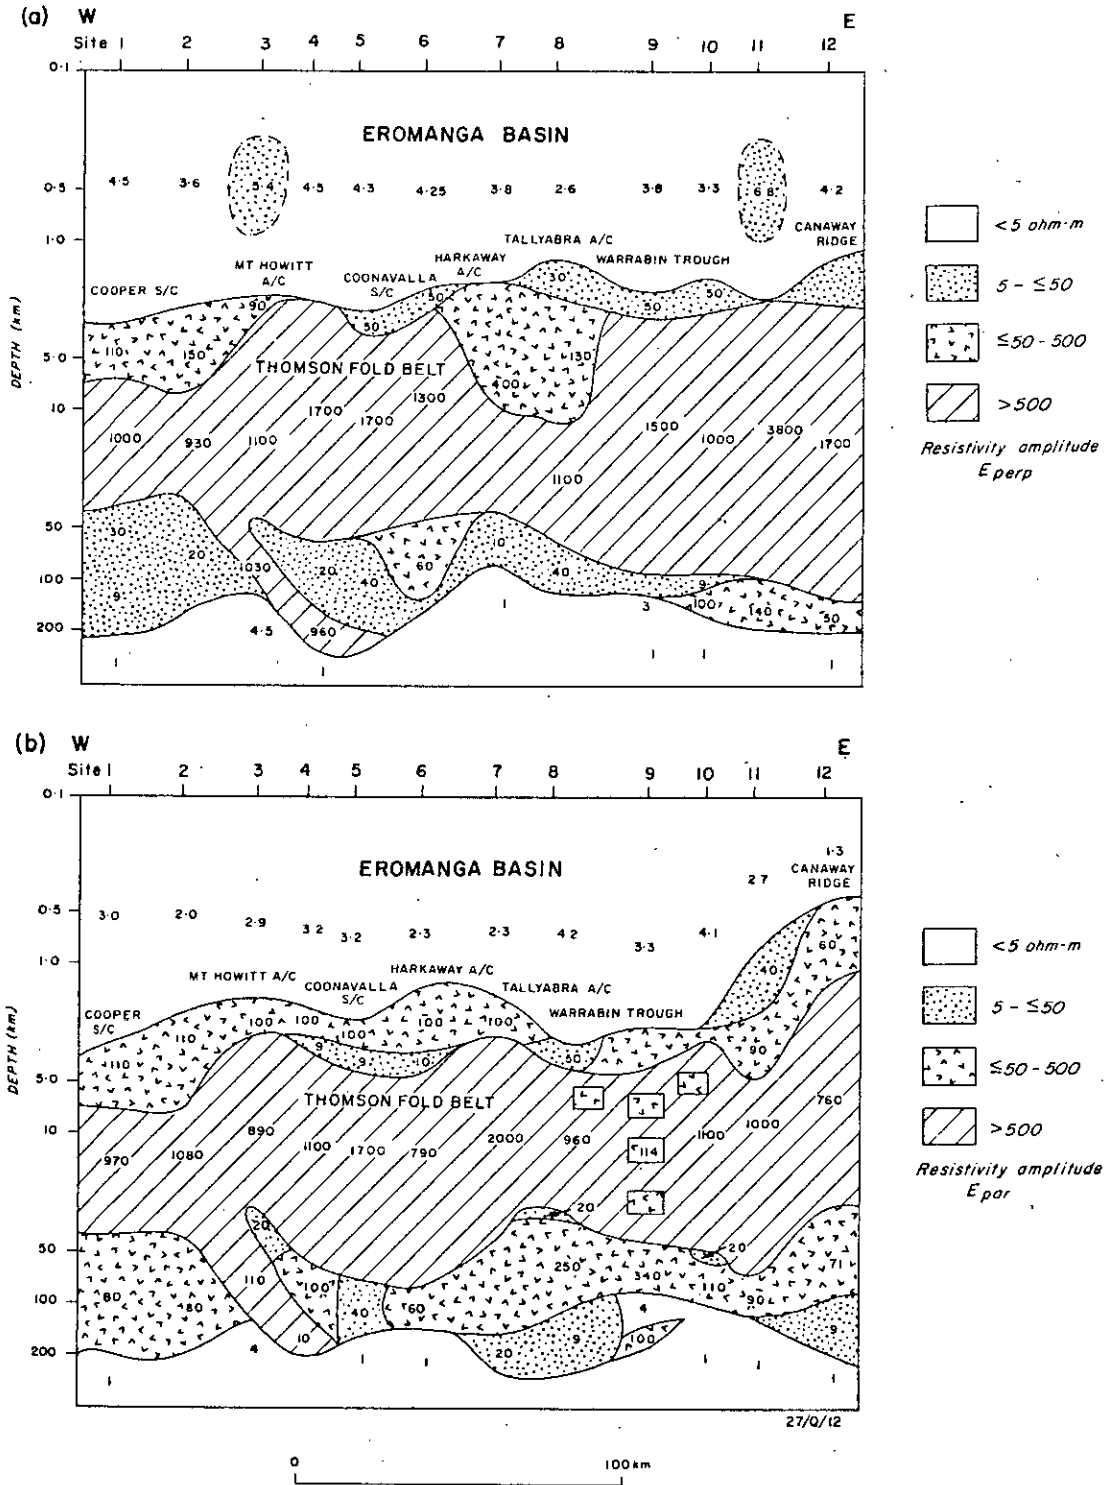 (a) W E
Site 1 2 3 4 5 6 7 8 9 10 11 12
0·1
EROMANGA BASIN
0·5
4·5 3·6 5·4 4·5 4·3 4·25 3·8 2·6 3·8 3·3 6·8 4·2
1·0
CANAWAY
RIDGE
TALLYABRA A/C
HARKAWAY
A/C
WARRABIN TROUGH
MT HOWITT
A/C
COONAVALLA
S/C
COOPER S/C
90 50 50 30 50 50
DEPTH (km)
5·0
110 150 400 130
THOMSON FOLD BELT
10
1000 930 1100 1700 1700 1300 1100 1500 1000 3800 1700
50
30 20 1030 20 40 60 10 40 9
100
9 960 100 140 50
200
4·5 1 3
1 1 1 1 1
<5 ohm-m
5 - ≤50
≤50 - 500
>500
Resistivity amplitude
E perp
(b) W E
Site 1 2 3 4 5 6 7 8 9 10 11 12
0·1
EROMANGA BASIN
1·3
CANAWAY
RIDGE
2 7
0·5
3·0 2·0 2·9 3·2 3·2 2·3 2·3 4·2 3·3 4·1
1·0
MT HOWITT A/C
HARKAWAY A/C
COONAVALLA
S/C
TALLYABRA A/C
WARRABIN TROUGH
COOPER
S/C
60
40
110 110 100 100 100 100 100 90
9 9 10 50
DEPTH (km)
5·0
THOMSON FOLD BELT
10
970 1080 890 1100 1700 790 2000 960 114 1100 1000 760
50
20 20 20
80 80 110 100 40 60 250 340 110 90 71
100
10 20 9 4 100 9
200
4
1 1 1 1 1 1
27/Q/12
0 100km
<5 ohm-m
5 - ≤50
≤50 - 500
>500
Resistivity amplitude
E par